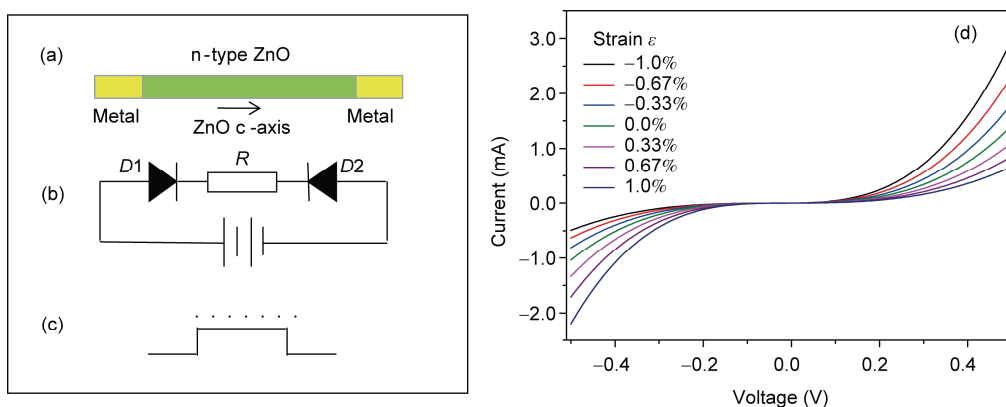 (a)
n-type ZnO
Metal
Metal
ZnO c -axis
(b)
D1
R
D2
(c)
(d)
Strain ε
−1.0%
−0.67%
−0.33%
0.0%
0.33%
0.67%
1.0%
3.0
2.0
1.0
0.0
−1.0
−2.0
Current (mA)
−0.4
−0.2
0.0
0.2
0.4
Voltage (V)